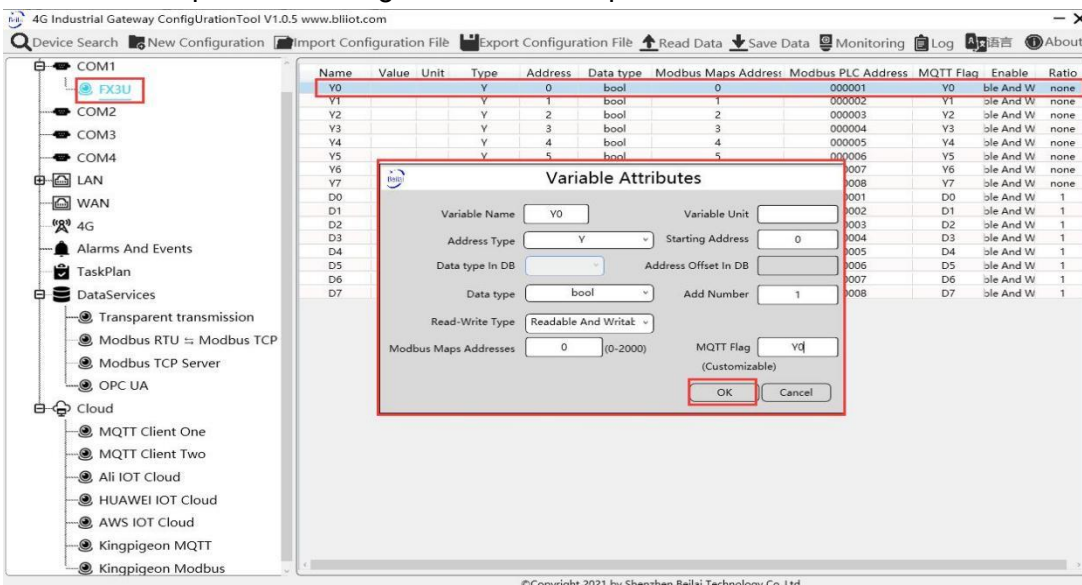 4G Industrial Gateway ConfigUrationTool V1.0.5 www.bliiot.com
Device Search New Configuration Import Configuration File Export Configuration File Read Data Save Data Monitoring Log 语言 About
COM1
FX3U
COM2
COM3
COM4
LAN
WAN
4G
Alarms And Events
TaskPlan
DataServices
Transparent transmission
Modbus RTU ⇆ Modbus TCP
Modbus TCP Server
OPC UA
Cloud
MQTT Client One
MQTT Client Two
Ali IOT Cloud
HUAWEI IOT Cloud
AWS IOT Cloud
Kingpigeon MQTT
Kingpigeon Modbus
Name Value Unit Type Address Data type Modbus Maps Address Modbus PLC Address MQTT Flag Enable Ratio
Y0 Y 0 bool 0 000001 Y0 ble And W none
Y1 Y 1 bool 1 000002 Y1 ble And W none
Y2 Y 2 bool 2 000003 Y2 ble And W none
Y3 Y 3 bool 3 000004 Y3 ble And W none
Y4 Y 4 bool 4 000005 Y4 ble And W none
Y5 Y 5 bool 5 000006 Y5 ble And W none
Y6 0007 Y6 ble And W none
Y7 0008 Y7 ble And W none
D0 0001 D0 ble And W 1
D1 0002 D1 ble And W 1
D2 0003 D2 ble And W 1
D3 0004 D3 ble And W 1
D4 0005 D4 ble And W 1
D5 0006 D5 ble And W 1
D6 0007 D6 ble And W 1
D7 0008 D7 ble And W 1
Variable Attributes
Variable Name Y0 Variable Unit
Address Type Y Starting Address 0
Data type In DB Address Offset In DB
Data type bool Add Number 1
Read-Write Type Readable And Writab
Modbus Maps Addresses 0 (0-2000) MQTT Flag Y0
(Customizable)
OK Cancel
©Copyright 2021 by Shenzhen Beilai Technology Co.,Ltd